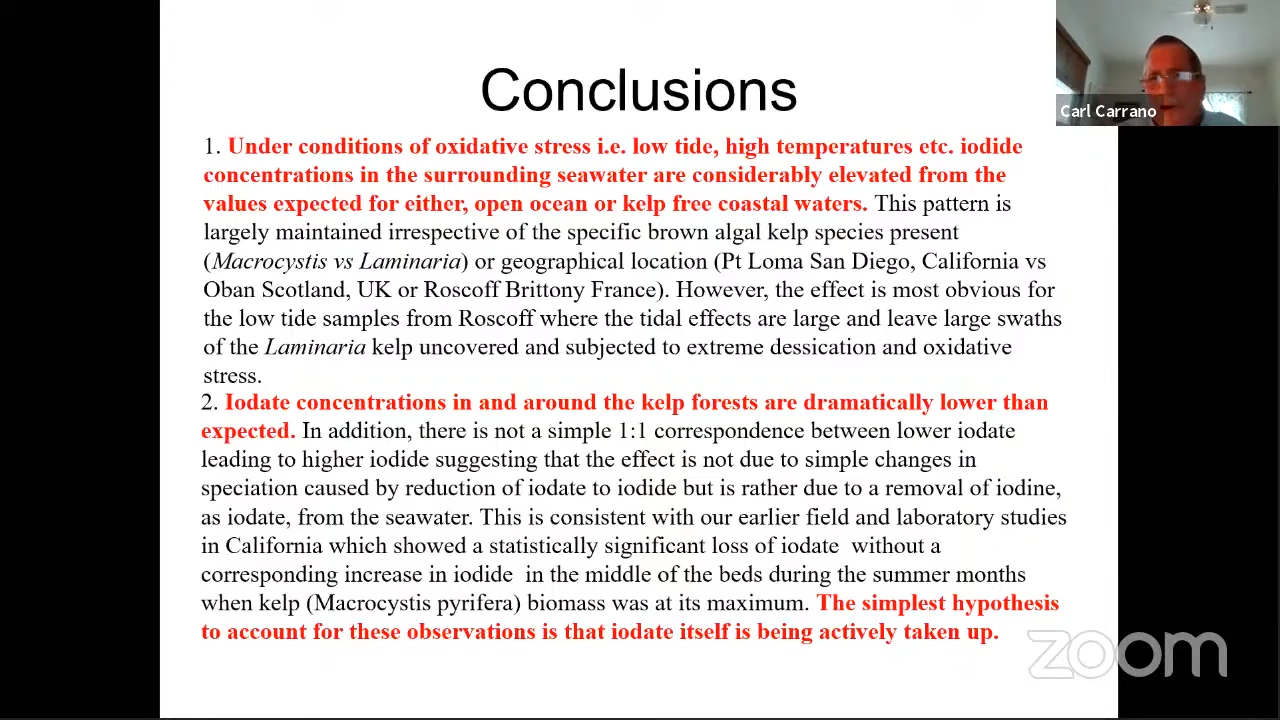 Conclusions
Carl Carrano
1. Under conditions of oxidative stress i.e. low tide, high temperatures etc. iodide
concentrations in the surrounding seawater are considerably elevated from the
values expected for either, open ocean or kelp free coastal waters. This pattern is
largely maintained irrespective of the specific brown algal kelp species present
(Macrocystis vs Laminaria) or geographical location (Pt Loma San Diego, California vs
Oban Scotland, UK or Roscoff Brittony France). However, the effect is most obvious for
the low tide samples from Roscoff where the tidal effects are large and leave large swaths
of the Laminaria kelp uncovered and subjected to extreme dessication and oxidative
stress.
2. Iodate concentrations in and around the kelp forests are dramatically lower than
expected. In addition, there is not a simple 1:1 correspondence between lower iodate
leading to higher iodide suggesting that the effect is not due to simple changes in
speciation caused by reduction of iodate to iodide but is rather due to a removal of iodine,
as iodate, from the seawater. This is consistent with our earlier field and laboratory studies
in California which showed a statistically significant loss of iodate without a
corresponding increase in iodide in the middle of the beds during the summer months
when kelp (Macrocystis pyrifera) biomass was at its maximum. The simplest hypothesis
to account for these observations is that iodate itself is being actively taken up.
zoom